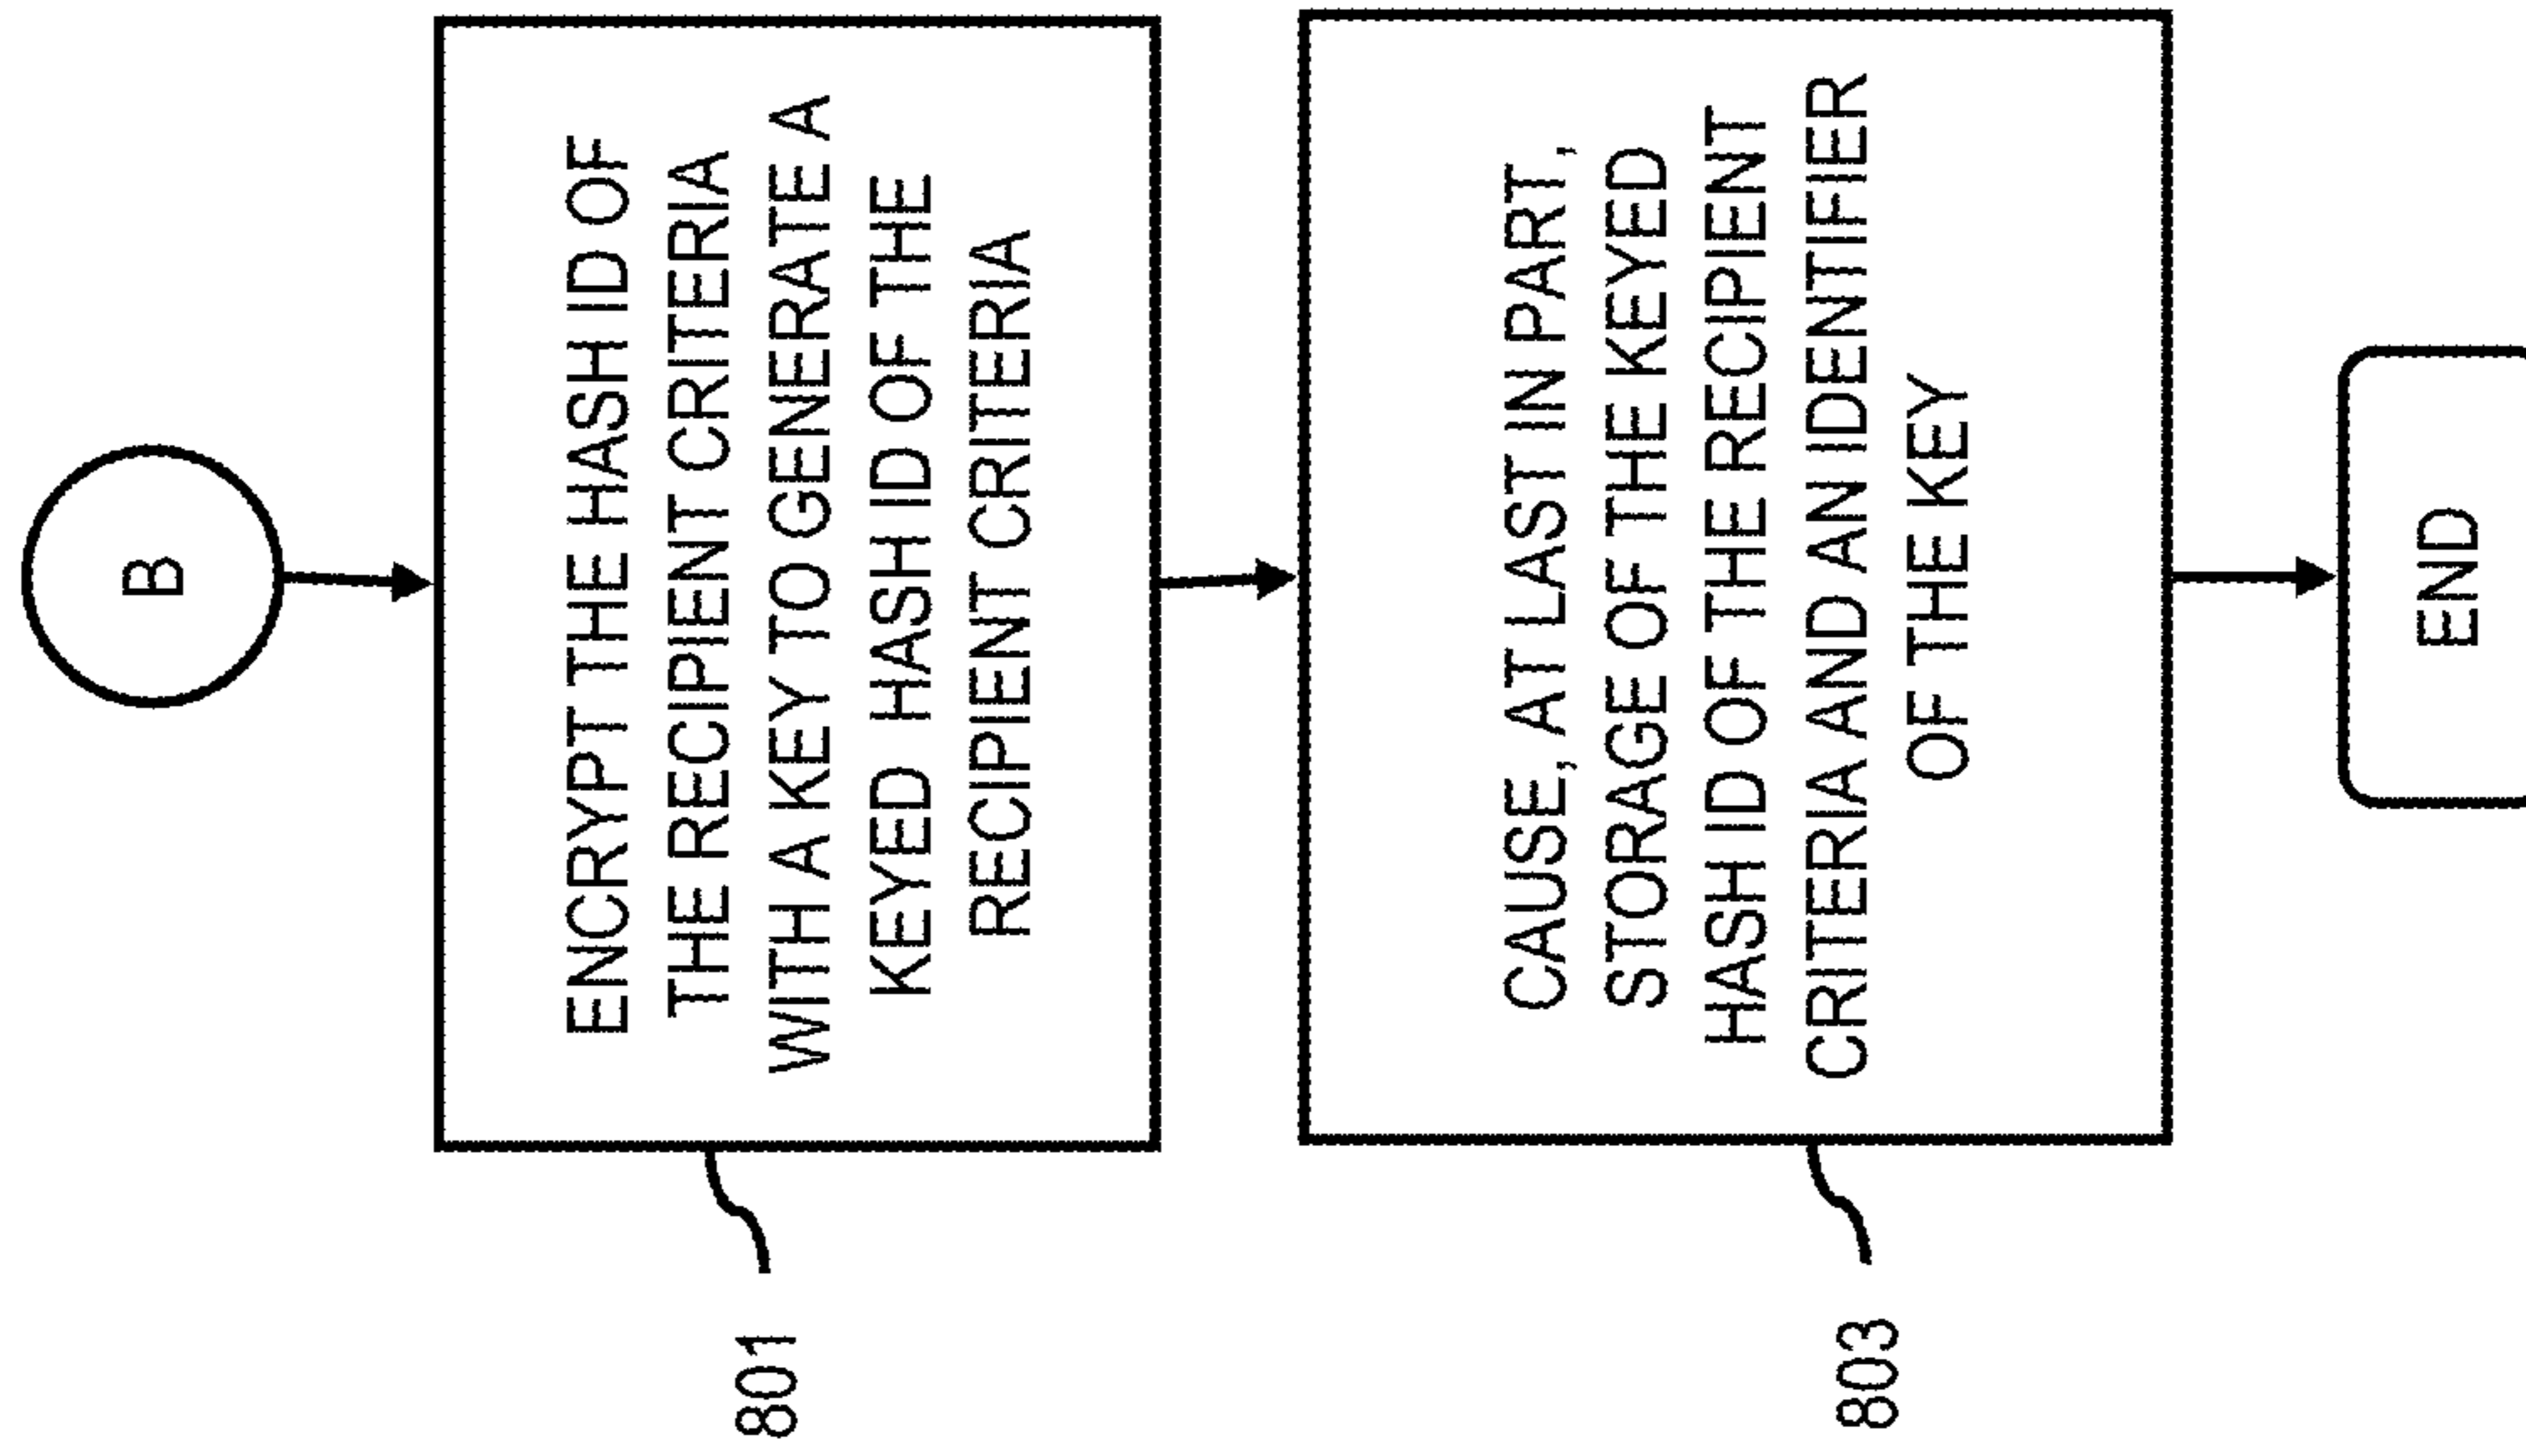 B
801
ENCRYPT THE HASH ID OF
THE RECIPIENT CRITERIA
WITH A KEY TO GENERATE A
KEYED HASH ID OF THE
RECIPIENT CRITERIA
803
CAUSE, AT LAST IN PART,
STORAGE OF THE KEYED
HASH ID OF THE RECIPIENT
CRITERIA AND AN IDENTIFIER
OF THE KEY
END